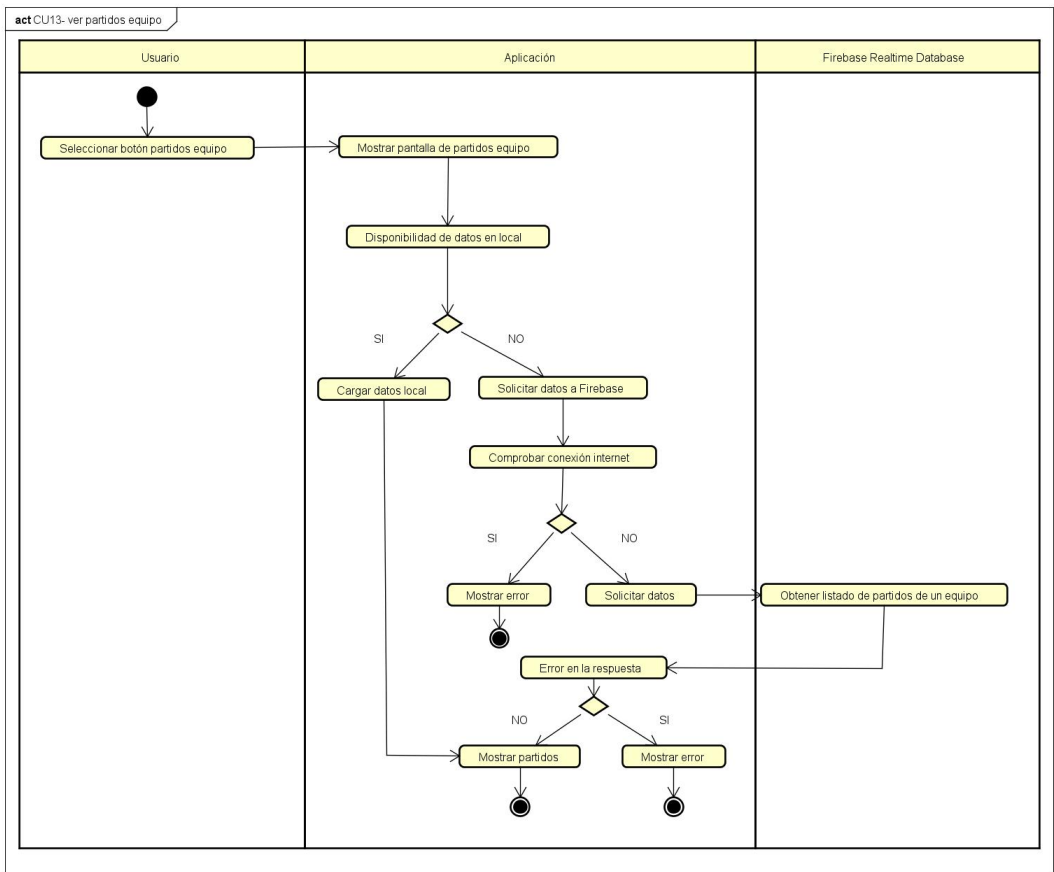 act CU13- ver partidos equipo
Usuario
Aplicación
Firebase Realtime Database
Seleccionar botón partidos equipo
Mostrar pantalla de partidos equipo
Disponibilidad de datos en local
SI
NO
Cargar datos local
Solicitar datos a Firebase
Comprobar conexión internet
SI
NO
Mostrar error
Solicitar datos
Obtener listado de partidos de un equipo
Error en la respuesta
NO
SI
Mostrar partidos
Mostrar error